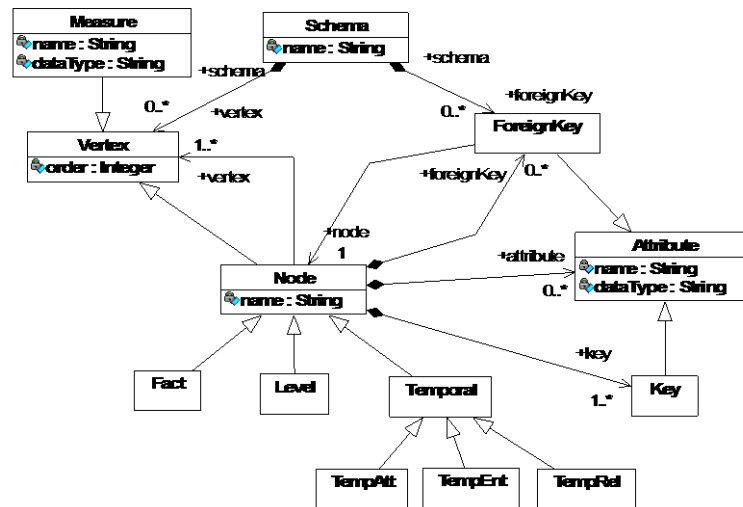 Measure
name : String
dataType : String
Schema
name : String
+schema
+schema
0..*
+vertex
+foreignKey
0..*
ForeignKey
Vertex
order : Integer
1..*
+vertex
+foreignKey
0..*
+node
1
+attribute
0..*
Attribute
name : String
dataType : String
Node
name : String
+key
1..*
Fact
Level
Temporal
Key
TempAtt
TempEnt
TempRel